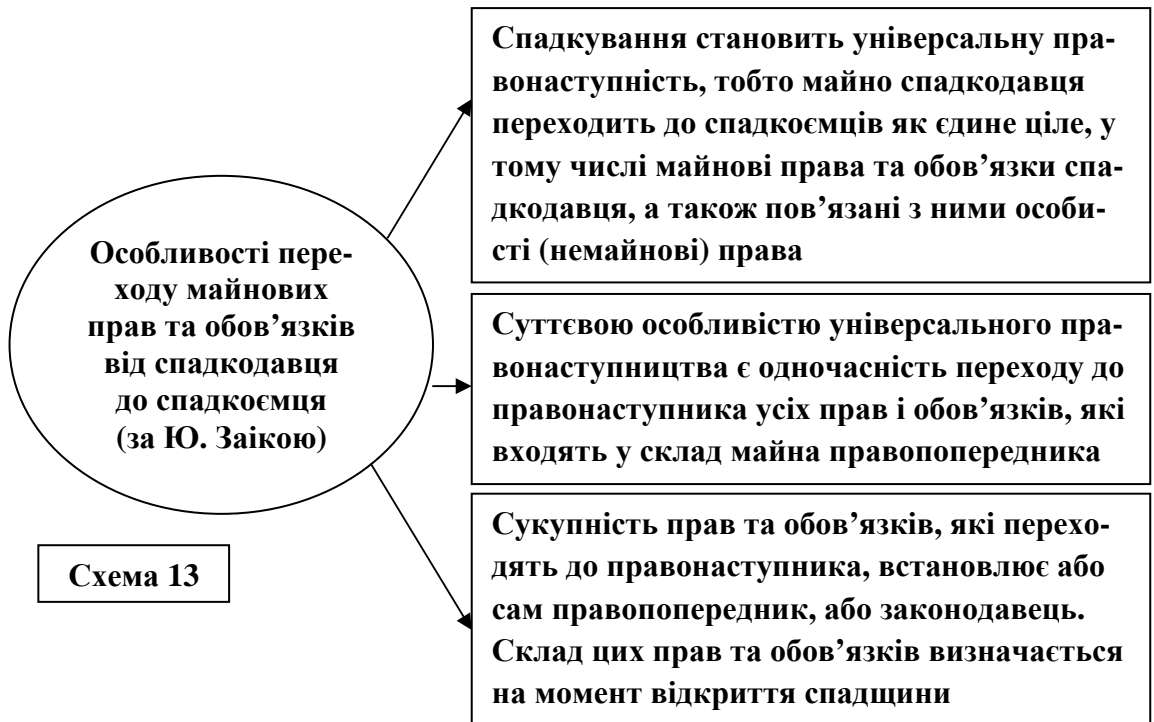 Особливості пере-
ходу майнових
прав та обов’язків
від спадкодавця
до спадкоємця
(за Ю. Заікою)
Спадкування становить універсальну пра-
вонаступність, тобто майно спадкодавця
переходить до спадкоємців як єдине ціле, у
тому числі майнові права та обов’язки спа-
дкодавця, а також пов’язані з ними особи-
сті (немайнові) права
Суттєвою особливістю універсального пра-
вонаступництва є одночасність переходу до
правонаступника усіх прав і обов’язків, які
входять у склад майна правопопередника
Сукупність прав та обов’язків, які перехо-
дять до правонаступника, встановлює або
сам правопопередник, або законодавець.
Склад цих прав та обов’язків визначається
на момент відкриття спадщини
Схема 13